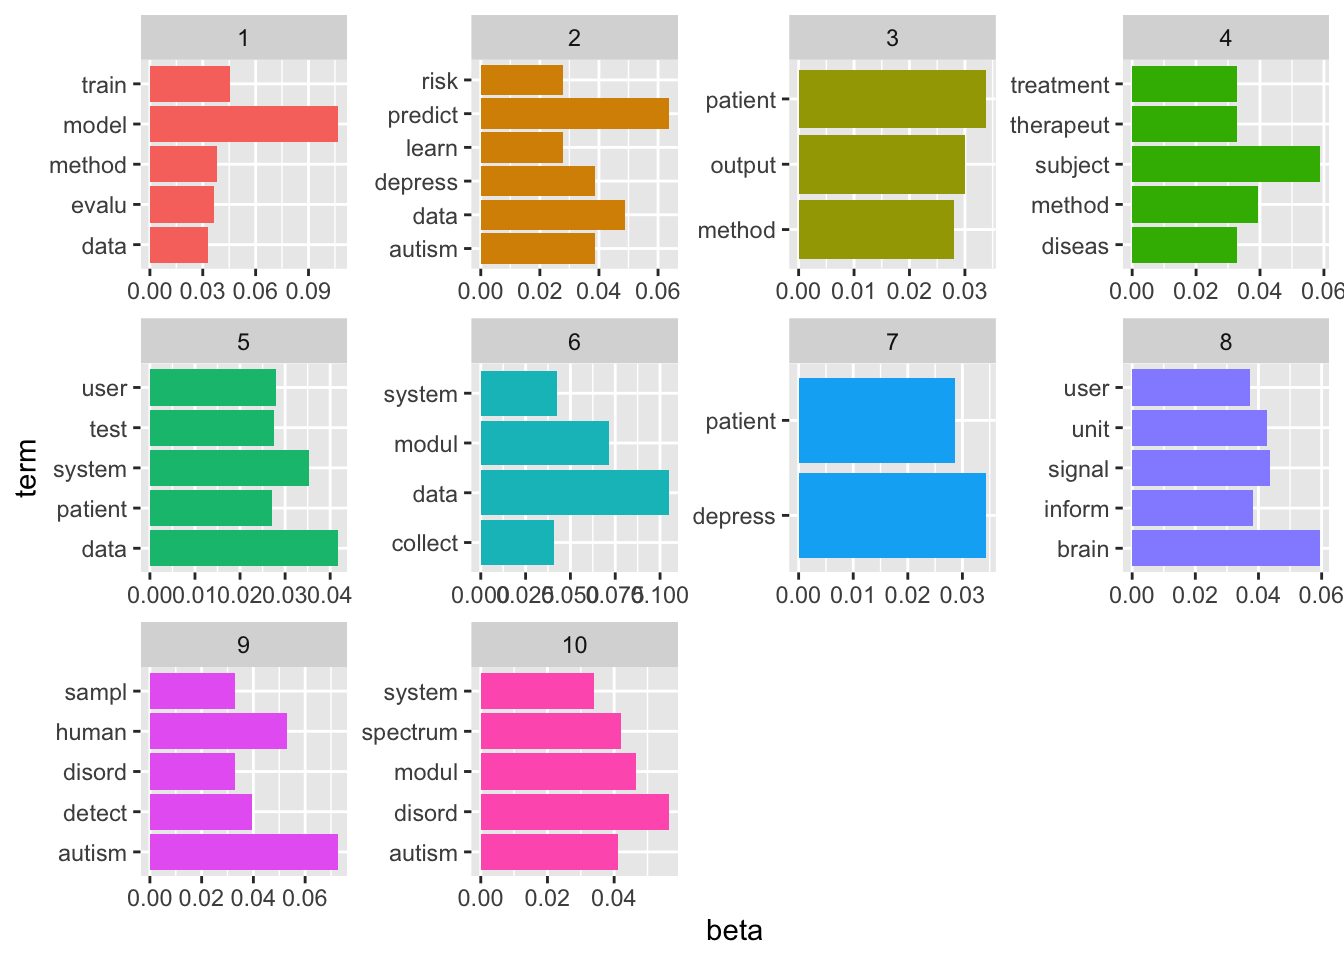 1
train
model
method
evalu
data
0.00 0.03 0.06 0.09
2
risk
predict
learn
depress
data
autism
0.00 0.02 0.04 0.06
3
patient
output
method
0.00 0.01 0.02 0.03
4
treatment
therapeut
subject
method
diseas
0.00 0.02 0.04 0.06
term
5
user
test
system
patient
data
0.00 0.01 0.02 0.03 0.04
6
system
modul
data
collect
0.000 0.025 0.050 0.075 0.100
7
patient
depress
0.00 0.01 0.02 0.03
8
user
unit
signal
inform
brain
0.00 0.02 0.04 0.06
9
sampl
human
disord
detect
autism
0.00 0.02 0.04 0.06
10
system
spectrum
modul
disord
autism
0.00 0.02 0.04
beta